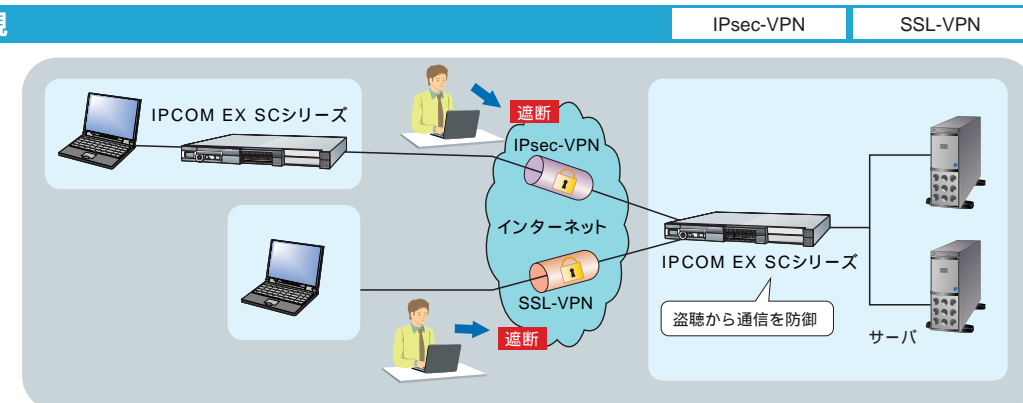 IPsec-VPN
SSL-VPN
IPCOM EX SCシリーズ
遮断
IPsec-VPN
インターネット
IPCOM EX SCシリーズ
SSL-VPN
盗聴から通信を防御
サーバ
遮断